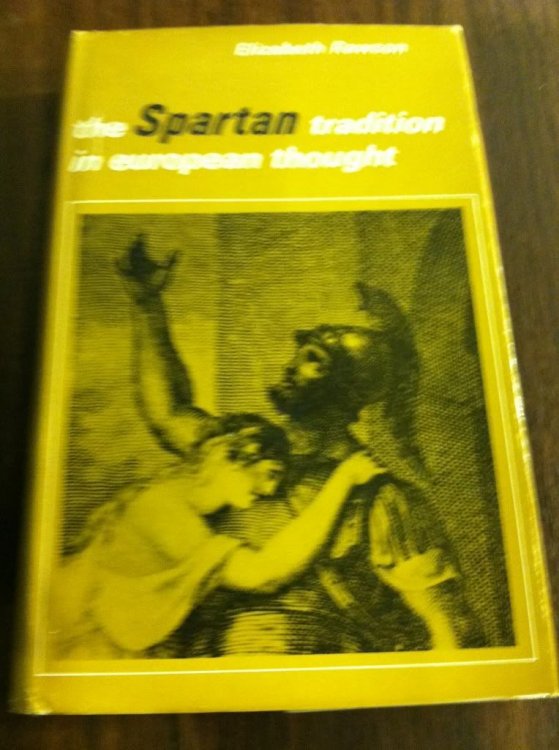 Elizabeth Rawson
the Spartan tradition
in european thought